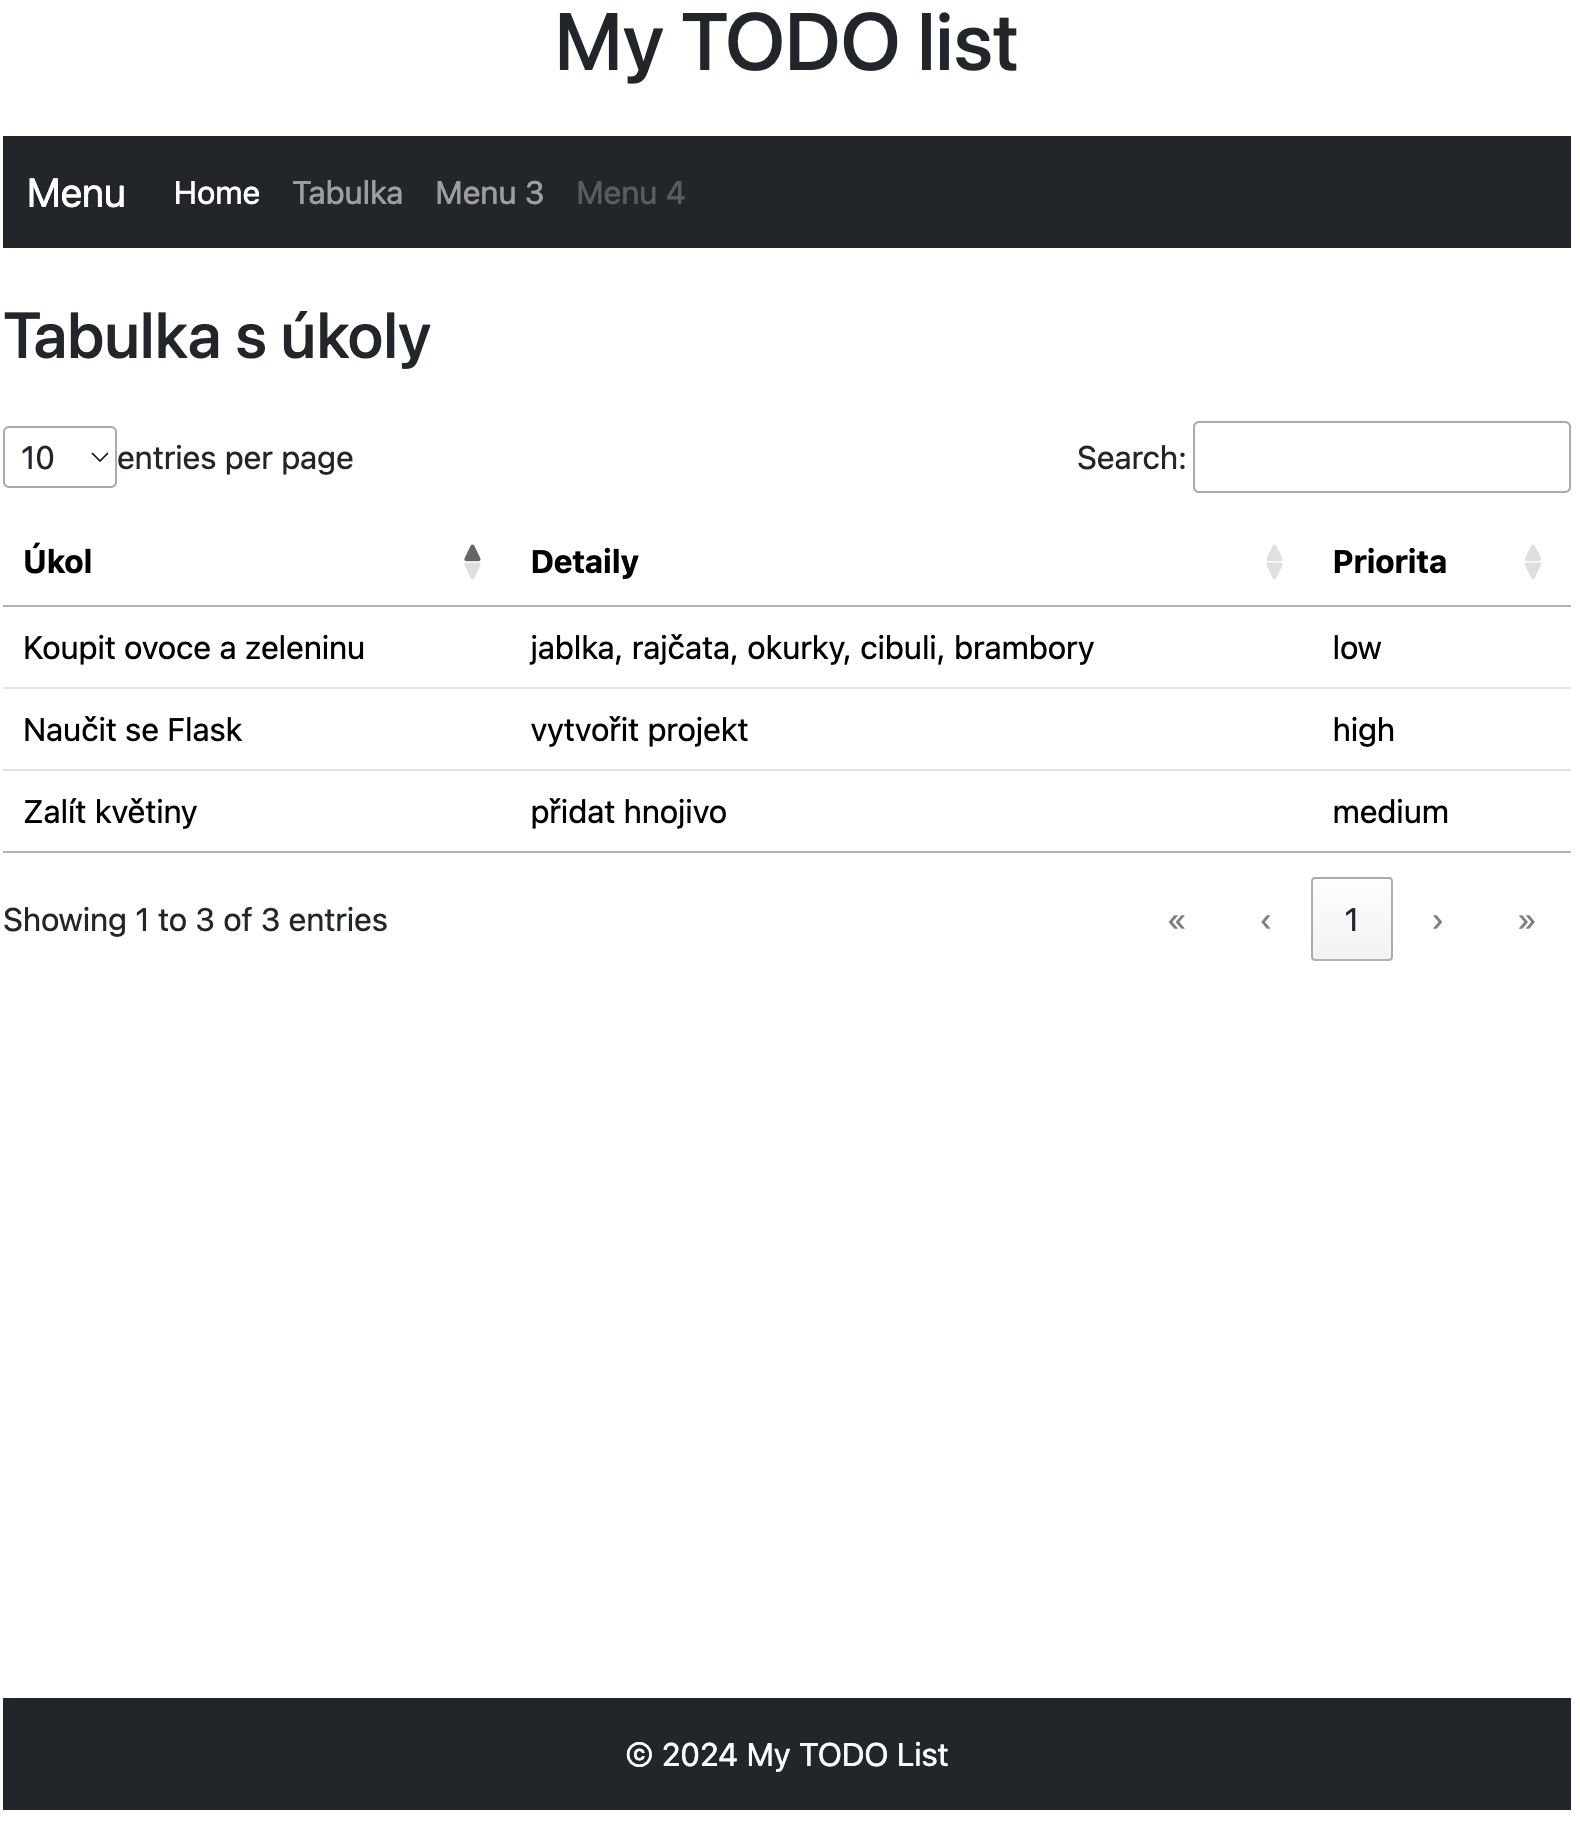 My TODO list
Menu Home Tabulka Menu 3 Menu 4
Tabulka s úkoly
10 entries per page Search:
Úkol Detaily Priorita
Koupit ovoce a zeleninu jablka, rajčata, okurky, cibuli, brambory low
Naučit se Flask vytvořit projekt high
Zalít květiny přidat hnojivo medium
Showing 1 to 3 of 3 entries « ‹ 1 › »
© 2024 My TODO List